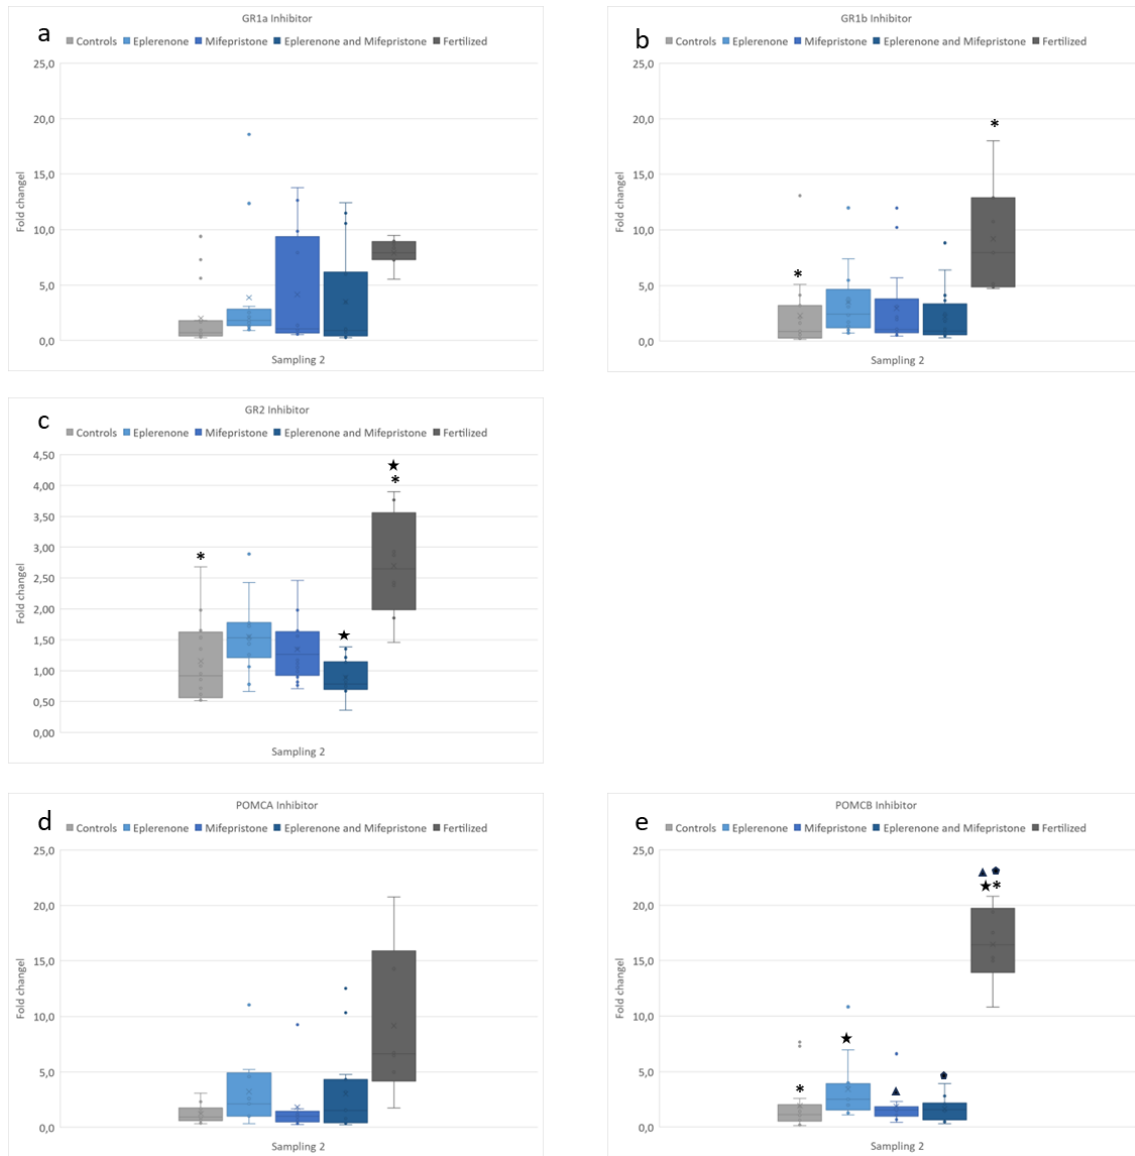 a
GR1a Inhibitor
Controls Eplerenone Mifepristone Eplerenone and Mifepristone Fertilized
25,0
20,0
15,0
10,0
5,0
0,0
Fold changel
Sampling 2
b
GR1b Inhibitor
Controls Eplerenone Mifepristone Eplerenone and Mifepristone Fertilized
25,0
20,0
15,0
10,0
5,0
0,0
Fold changel
* *
Sampling 2
c
GR2 Inhibitor
Controls Eplerenone Mifepristone Eplerenone and Mifepristone Fertilized
4,50
4,00
3,50
3,00
2,50
2,00
1,50
1,00
0,50
0,00
Fold changel
* ★ ★ *
Sampling 2
d
POMCA Inhibitor
Controls Eplerenone Mifepristone Eplerenone and Mifepristone Fertilized
25,0
20,0
15,0
10,0
5,0
0,0
Fold changel
Sampling 2
e
POMCB Inhibitor
Controls Eplerenone Mifepristone Eplerenone and Mifepristone Fertilized
25,0
20,0
15,0
10,0
5,0
0,0
Fold changel
* ★ ▲ ⬟ ▲ ⬟ ★ *
Sampling 2